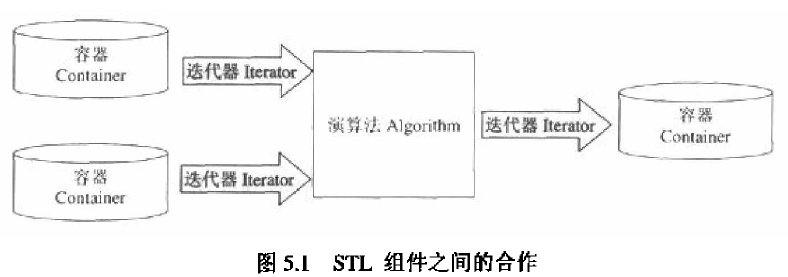 容器
Container
迭代器 Iterator
容器
Container
迭代器 Iterator
演算法 Algorithm
迭代器 Iterator
容器
Container
图 5.1 STL 组件之间的合作